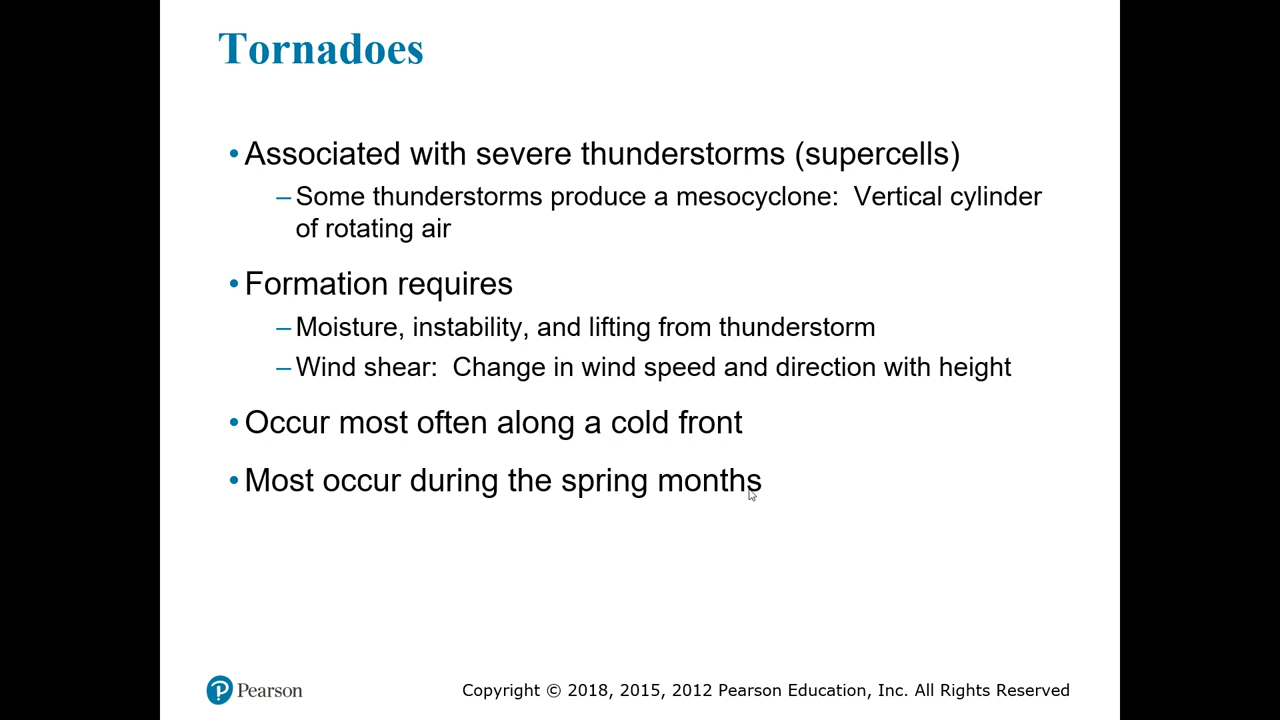 Tornadoes
• Associated with severe thunderstorms (supercells)
– Some thunderstorms produce a mesocyclone:  Vertical cylinder
of rotating air
• Formation requires
– Moisture, instability, and lifting from thunderstorm
– Wind shear:  Change in wind speed and direction with height
• Occur most often along a cold front
• Most occur during the spring months
P Pearson
Copyright © 2018, 2015, 2012 Pearson Education, Inc. All Rights Reserved